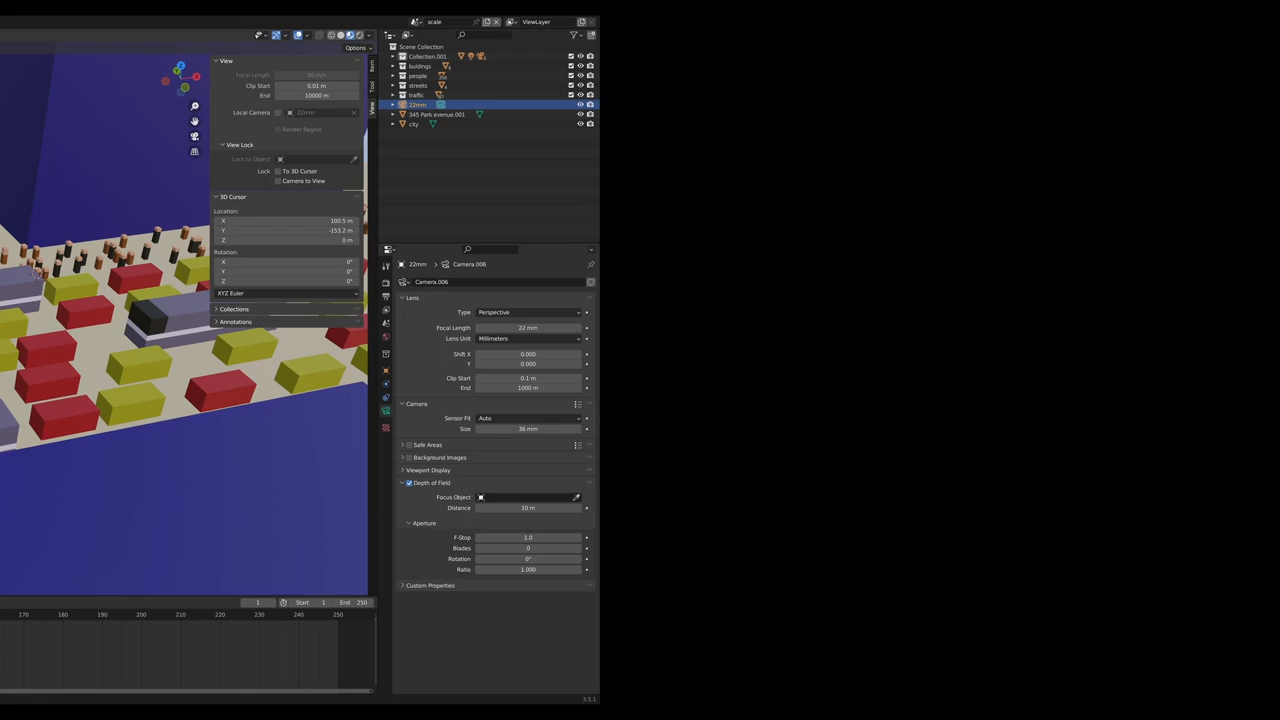 scale
ViewLayer
Options
Scene Collection
Collection.001
buldings
people
streets
traffic
22mm
345 Park evenue.001
city
View
Focal Length 50 mm
Clip Start 0.01 m
End 10000 m
Local Camera 22mm
Render Region
View Lock
Lock to Object
Lock To 3D Cursor
Camera to View
3D Cursor
Location:
X 100.5 m
Y -153.2 m
Z 0 m
Rotation:
X 0°
Y 0°
Z 0°
XYZ Euler
Collections
Annotations
Item
Tool
View
22mm > Camera.006
Camera.006
Lens
Type Perspective
Focal Length 22 mm
Lens Unit Millimeters
Shift X 0.000
Y 0.000
Clip Start 0.1 m
End 1000 m
Camera
Sensor Fit Auto
Size 36 mm
Safe Areas
Background Images
Viewport Display
Depth of Field
Focus Object
Distance 10 m
Aperture
F-Stop 1.0
Blades 0
Rotation 0°
Ratio 1.000
Custom Properties
1 Start 1 End 250
170 180 190 200 210 220 230 240 250
3.5.1